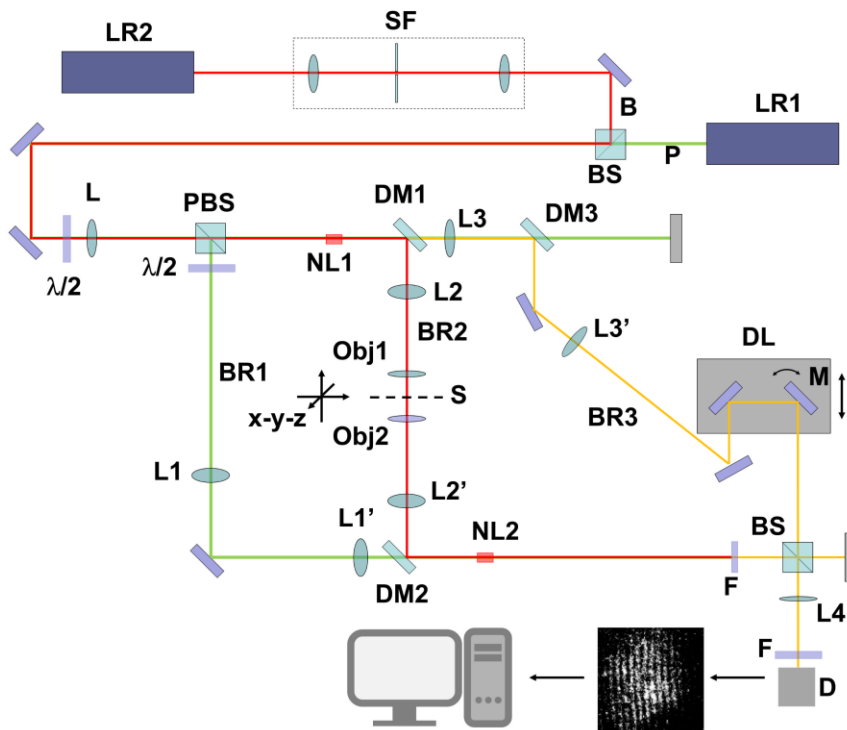 SF
LR2
B
LR1
P
BS
L
PBS
DM1
L3
DM3
λ/2
λ/2
NL1
L2
L3'
BR2
Obj1
DL
M
BR1
S
x-y-z
Obj2
BR3
L1
L2'
L1'
NL2
BS
DM2
F
L4
F
D